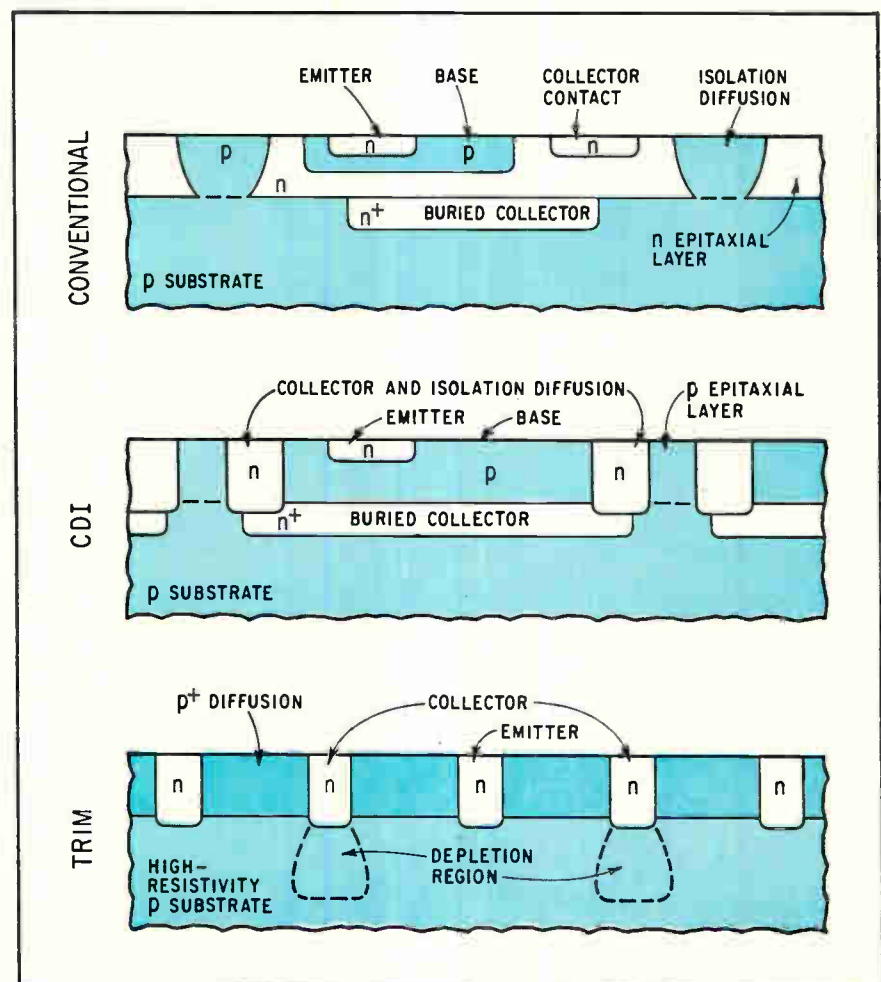 CONVENTIONAL
EMITTER
BASE
COLLECTOR
CONTACT
ISOLATION
DIFFUSION
p
n
p
n
p
n
n+ BURIED COLLECTOR
n EPITAXIAL
LAYER
p SUBSTRATE
CDI
COLLECTOR AND ISOLATION DIFFUSION
p EPITAXIAL
LAYER
EMITTER
BASE
n
n
p
n
n+ BURIED COLLECTOR
p SUBSTRATE
TRIM
p+ DIFFUSION
COLLECTOR
EMITTER
n
n
n
n
n
DEPLETION
REGION
HIGH-
RESISTIVITY
p SUBSTRATE